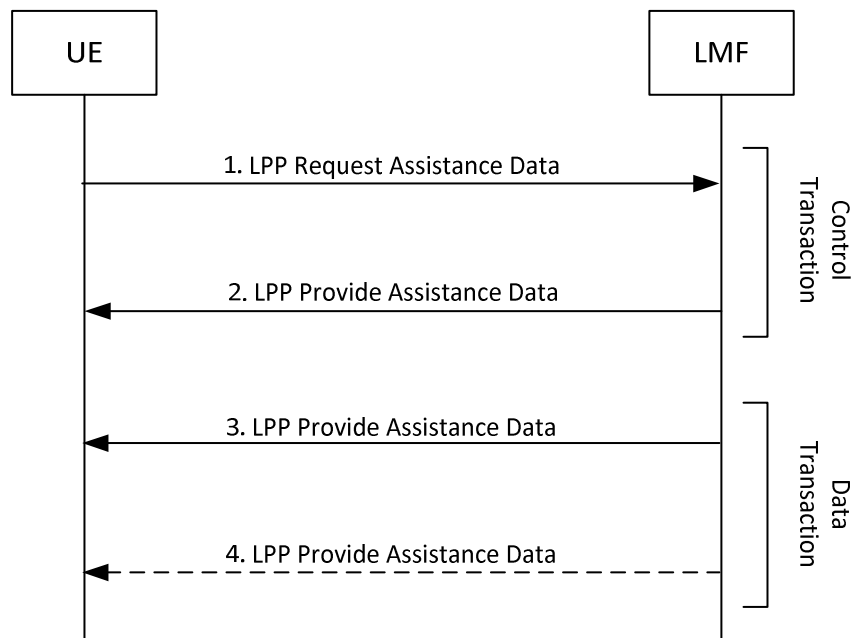 UE
LMF
1. LPP Request Assistance Data
Control
Transaction
2. LPP Provide Assistance Data
3. LPP Provide Assistance Data
Data
Transaction
4. LPP Provide Assistance Data